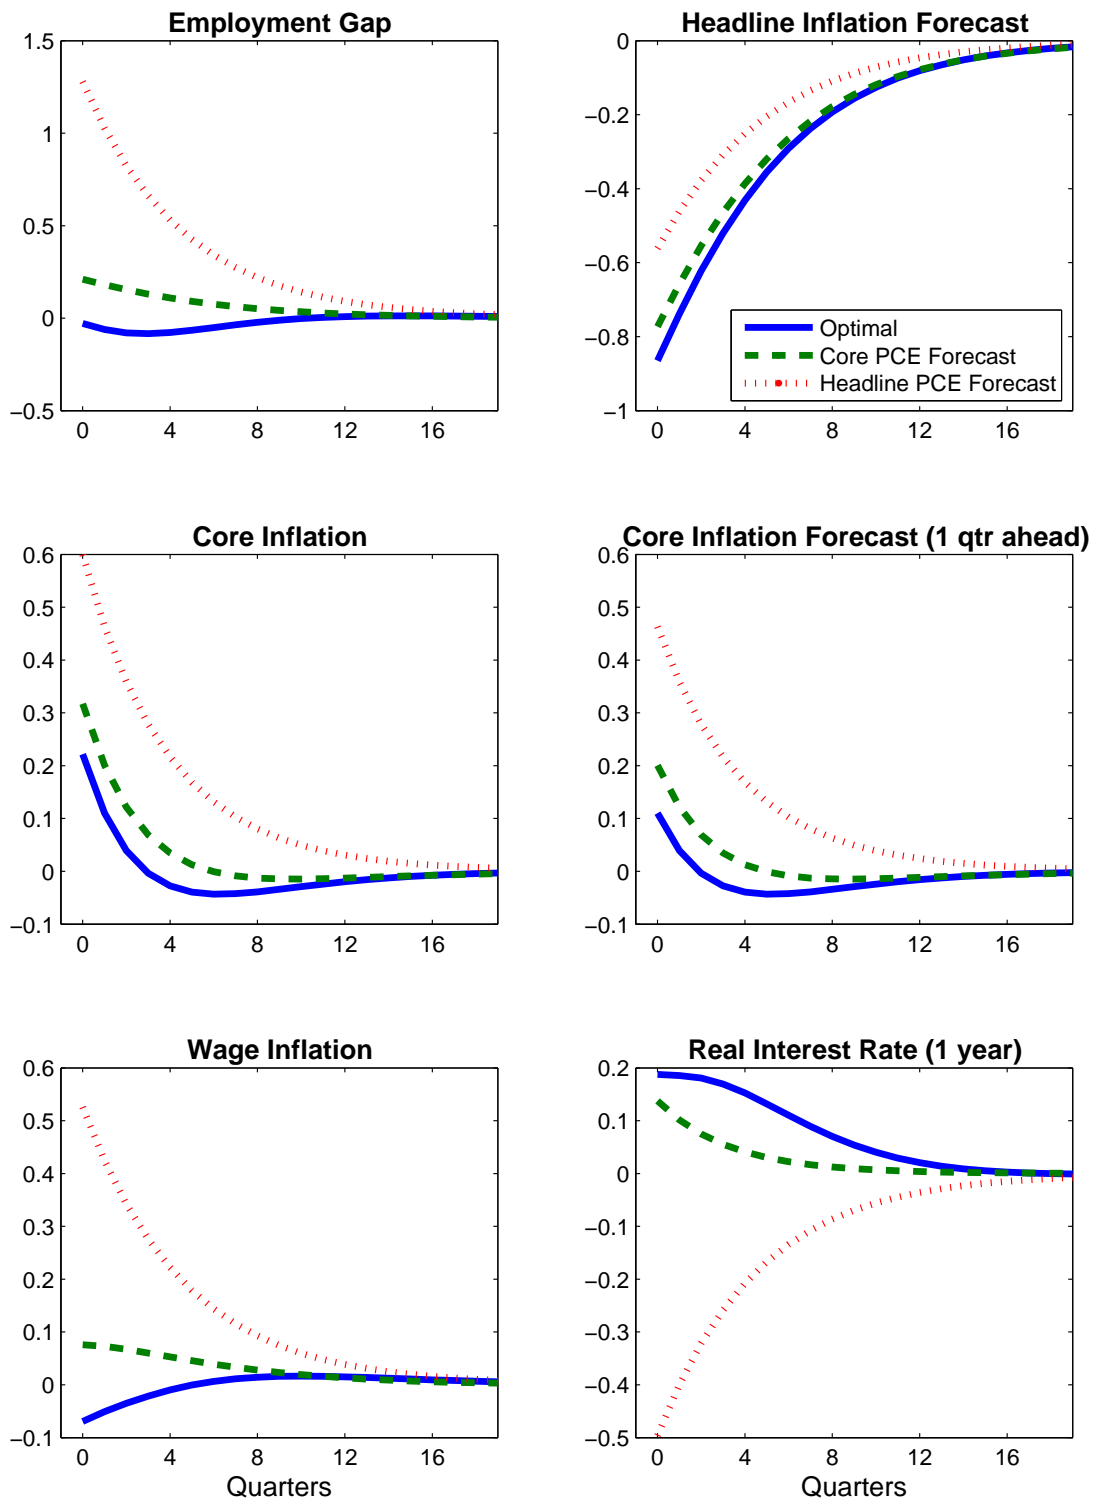 Employment Gap
1.5
1
0.5
0
−0.5
0 4 8 12 16
Headline Inflation Forecast
0
−0.2
−0.4
−0.6
−0.8
−1
0 4 8 12 16
Optimal
Core PCE Forecast
Headline PCE Forecast
Core Inflation
0.6
0.5
0.4
0.3
0.2
0.1
0
−0.1
0 4 8 12 16
Core Inflation Forecast (1 qtr ahead)
0.6
0.5
0.4
0.3
0.2
0.1
0
−0.1
0 4 8 12 16
Wage Inflation
0.6
0.5
0.4
0.3
0.2
0.1
0
−0.1
0 4 8 12 16
Quarters
Real Interest Rate (1 year)
0.2
0.1
0
−0.1
−0.2
−0.3
−0.4
−0.5
0 4 8 12 16
Quarters